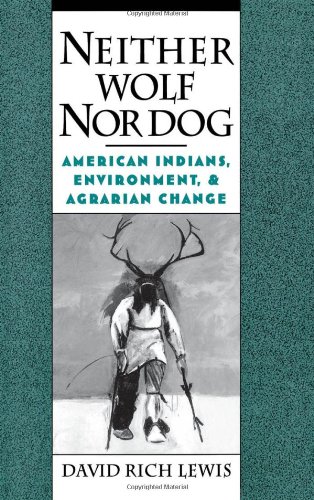 NEITHER
WOLF
NOR DOG
AMERICAN INDIANS,
ENVIRONMENT, &
AGRARIAN CHANGE
DAVID RICH LEWIS